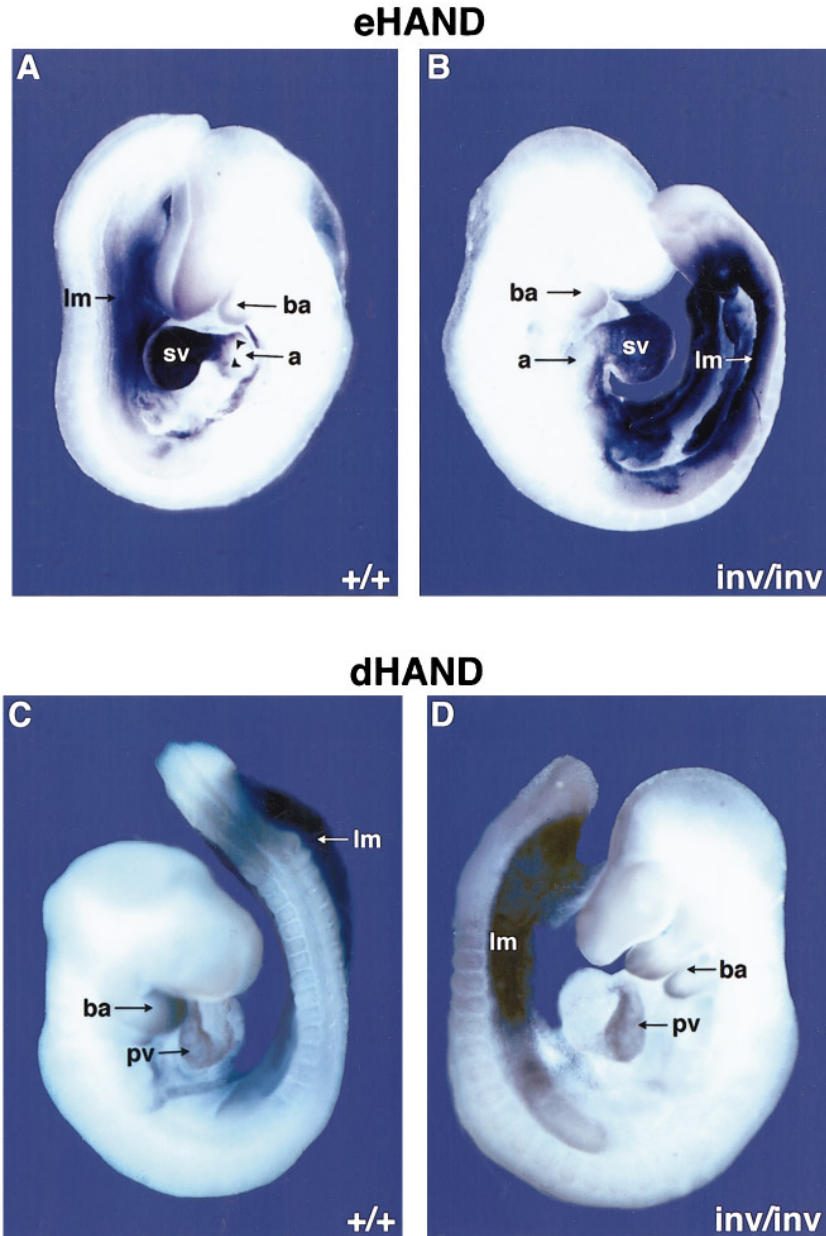 eHAND
A
lm
ba
sv
a
+/+
B
ba
sv
a
lm
inv/inv
dHAND
C
lm
ba
pv
+/+
D
lm
ba
pv
inv/inv